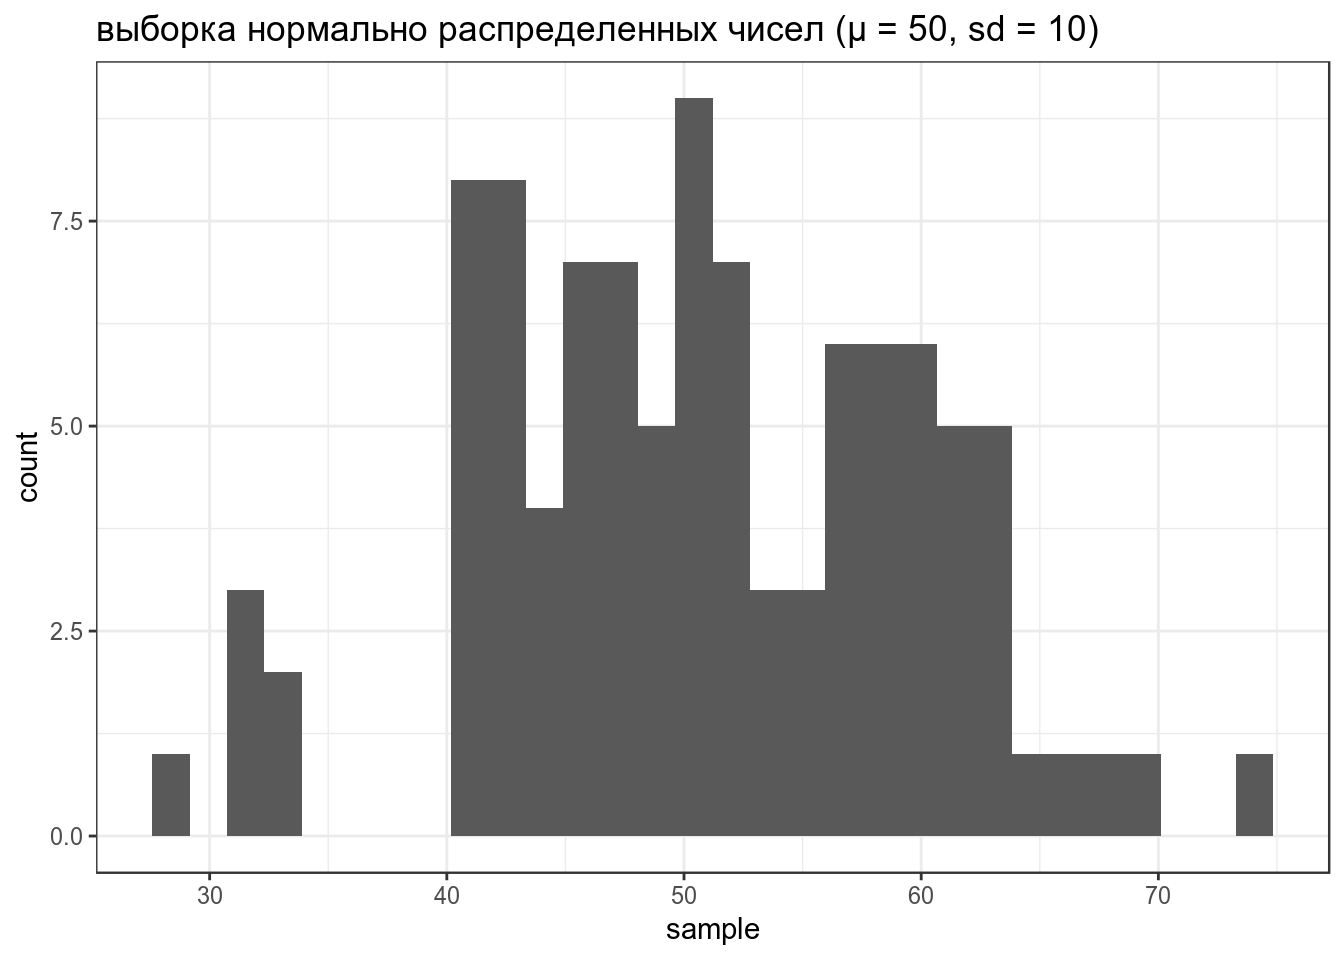 выборка нормально распределенных чисел (μ = 50, sd = 10)
7.5
5.0
2.5
0.0
count
30 40 50 60 70
sample